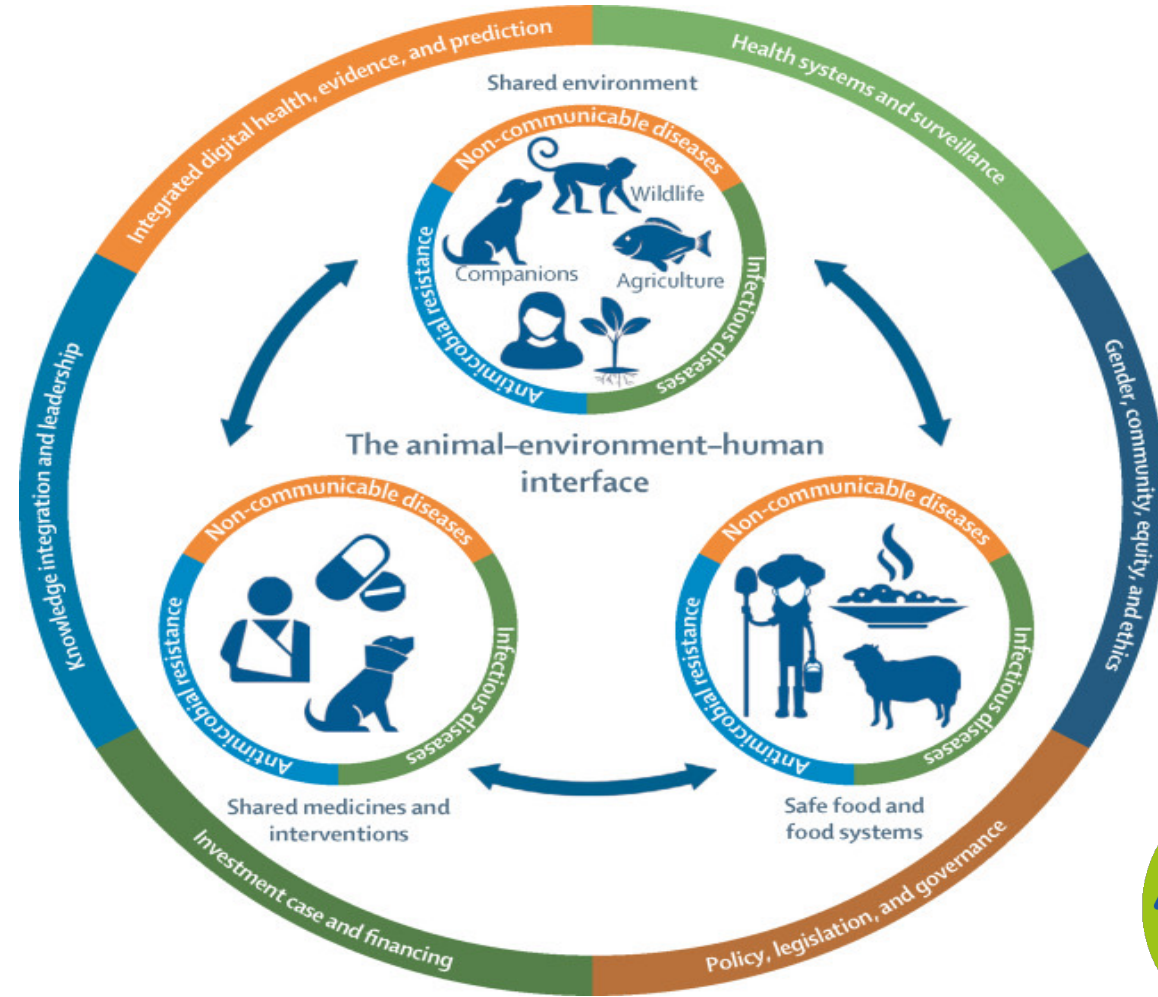 Integrated digital health, evidence, and prediction
Health systems and surveillance
Shared environment
Non-communicable diseases
Wildlife
Companions
Agriculture
Antimicrobial resistance
Infectious diseases
Knowledge integration and leadership
Gender, community, equity, and ethics
The animal–environment–human
interface
Non-communicable diseases
Antimicrobial resistance
Infectious diseases
Shared medicines and
interventions
Non-communicable diseases
Antimicrobial resistance
Infectious diseases
Safe food and
food systems
Investment case and financing
Policy, legislation, and governance